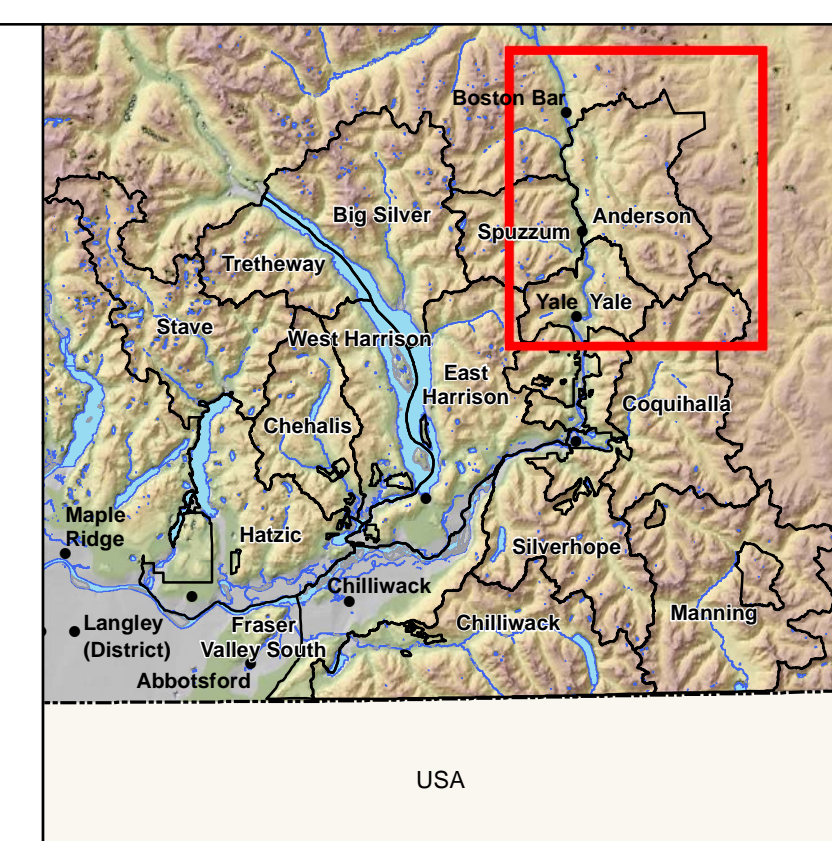 Boston Bar
Big Silver
Spuzzum
Anderson
Tretheway
Yale
Yale
Stave
West Harrison
East
Harrison
Coquihalla
Chehalis
Maple
Ridge
Hatzic
Silverhope
Chilliwack
Manning
Langley
(District)
Fraser
Valley South
Chilliwack
Abbotsford
USA